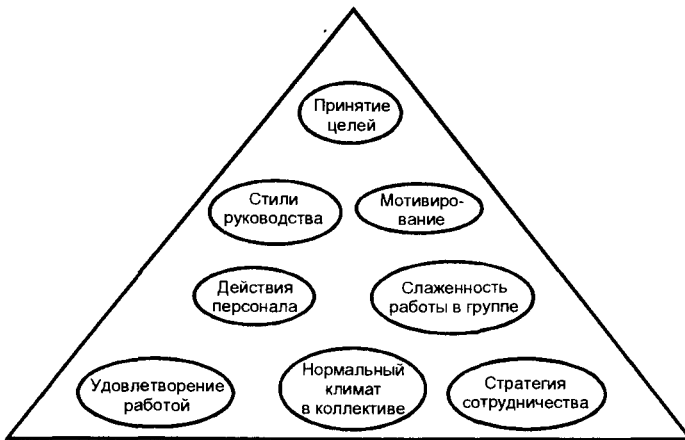 Принятие
целей
Стили
руководства
Мотивиро-
вание
Действия
персонала
Слаженность
работы в группе
Удовлетворение
работой
Нормальный
климат
в коллективе
Стратегия
сотрудничества